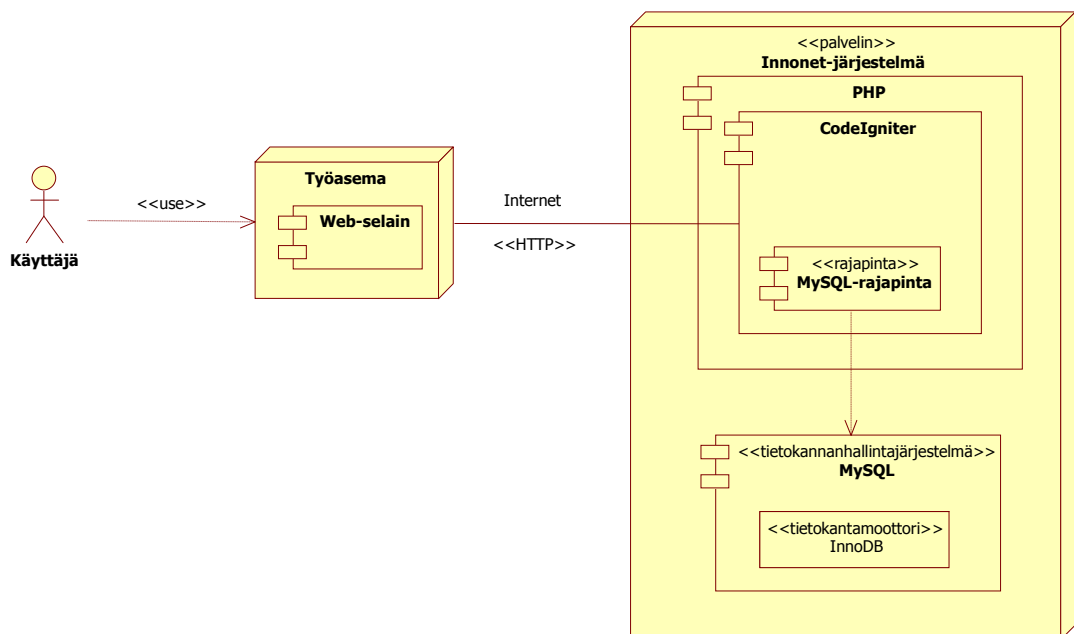 <<palvelin>>
Innonet-järjestelmä
PHP
CodeIgniter
Työasema
<<use>>
Internet
Web-selain
<<HTTP>>
Käyttäjä
<<rajapinta>>
MySQL-rajapinta
<<tietokannanhallintajärjestelmä>>
MySQL
<<tietokantamoottori>>
InnoDB